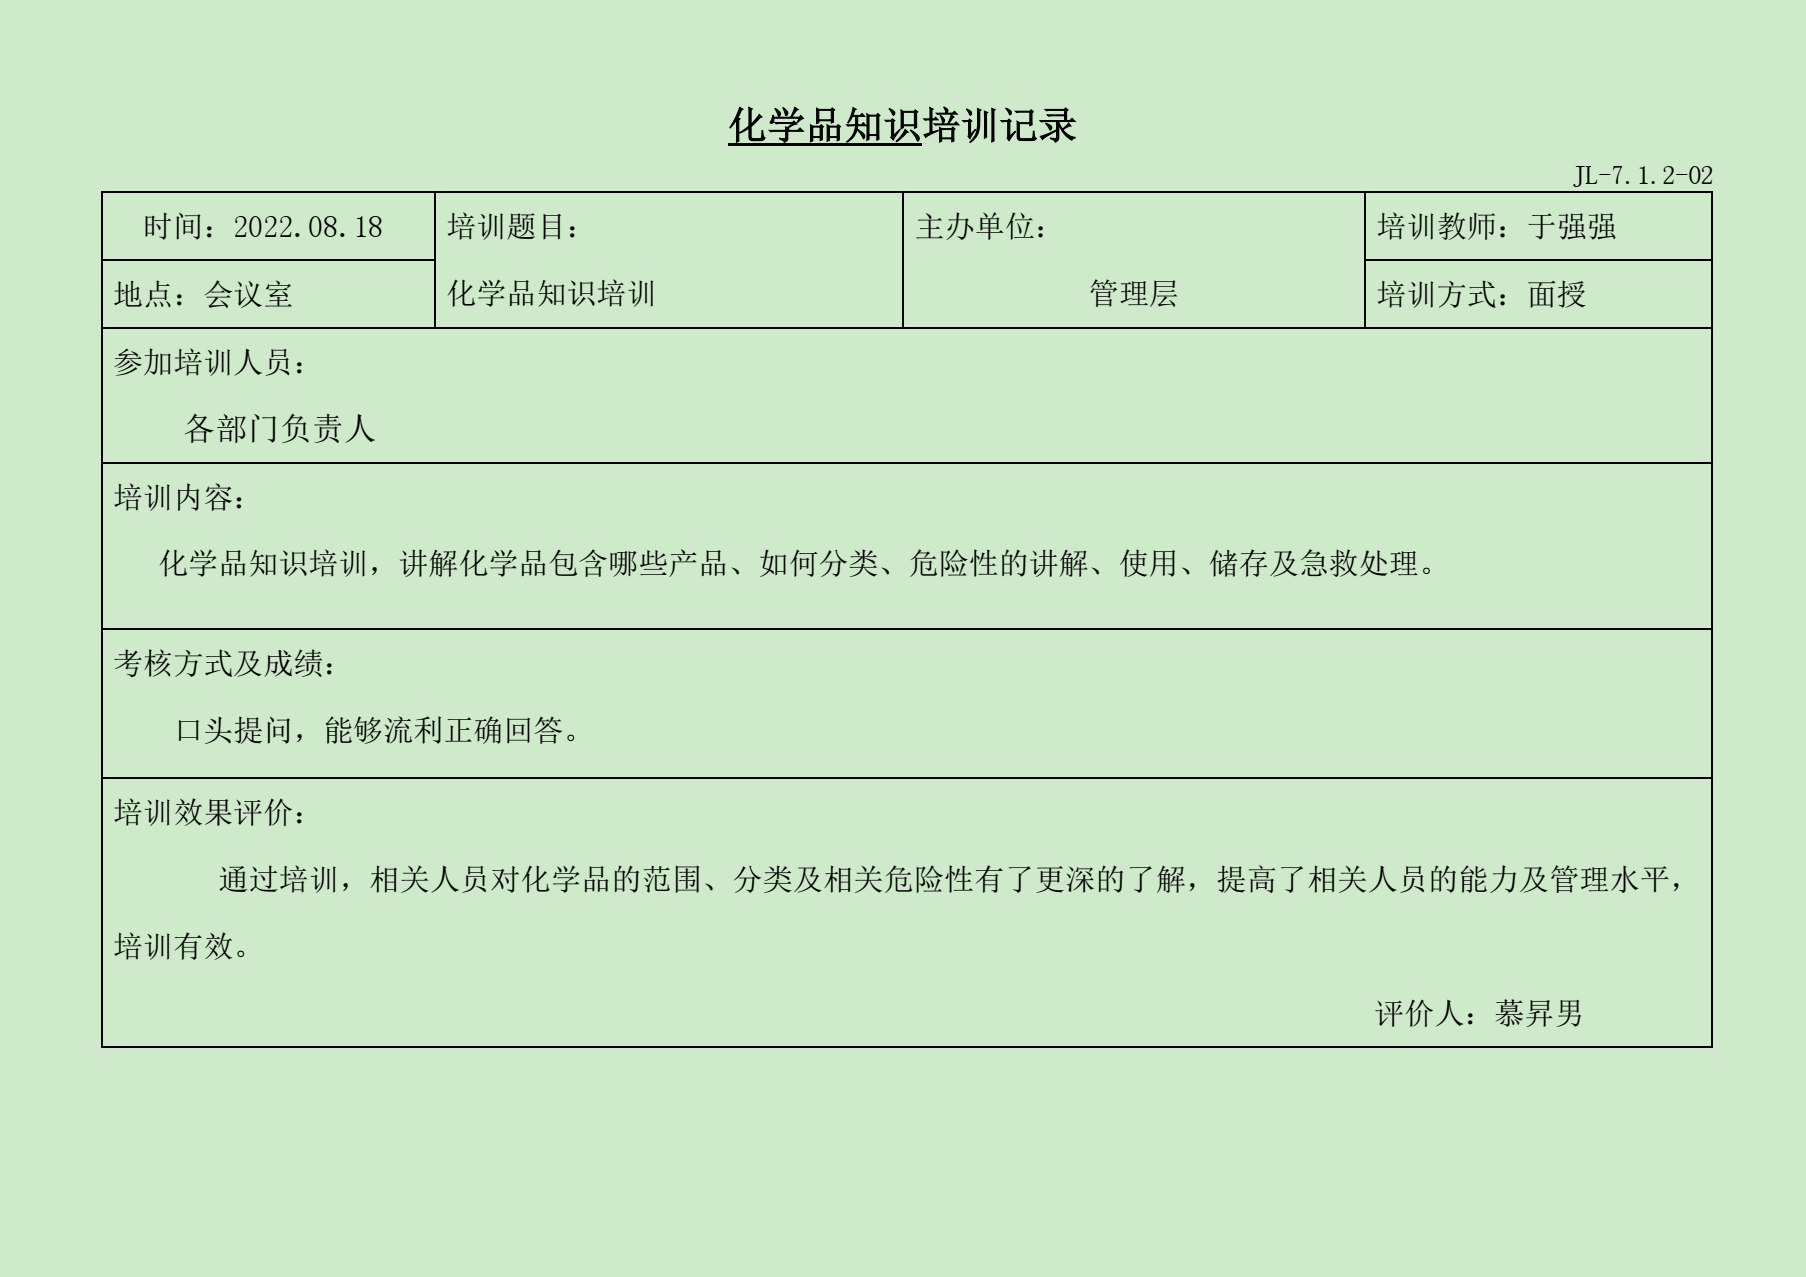 化学品知识培训记录
JL-7.1.2-02
时间：2022.08.18
地点：会议室
培训题目：
化学品知识培训
主办单位：
管理层
培训教师：于强强
培训方式：面授
参加培训人员：
各部门负责人
培训内容：
化学品知识培训，讲解化学品包含哪些产品、如何分类、危险性的讲解、使用、储存及急救处理。
考核方式及成绩：
口头提问，能够流利正确回答。
培训效果评价：
通过培训，相关人员对化学品的范围、分类及相关危险性有了更深的了解，提高了相关人员的能力及管理水平，
培训有效。
评价人：慕昇男